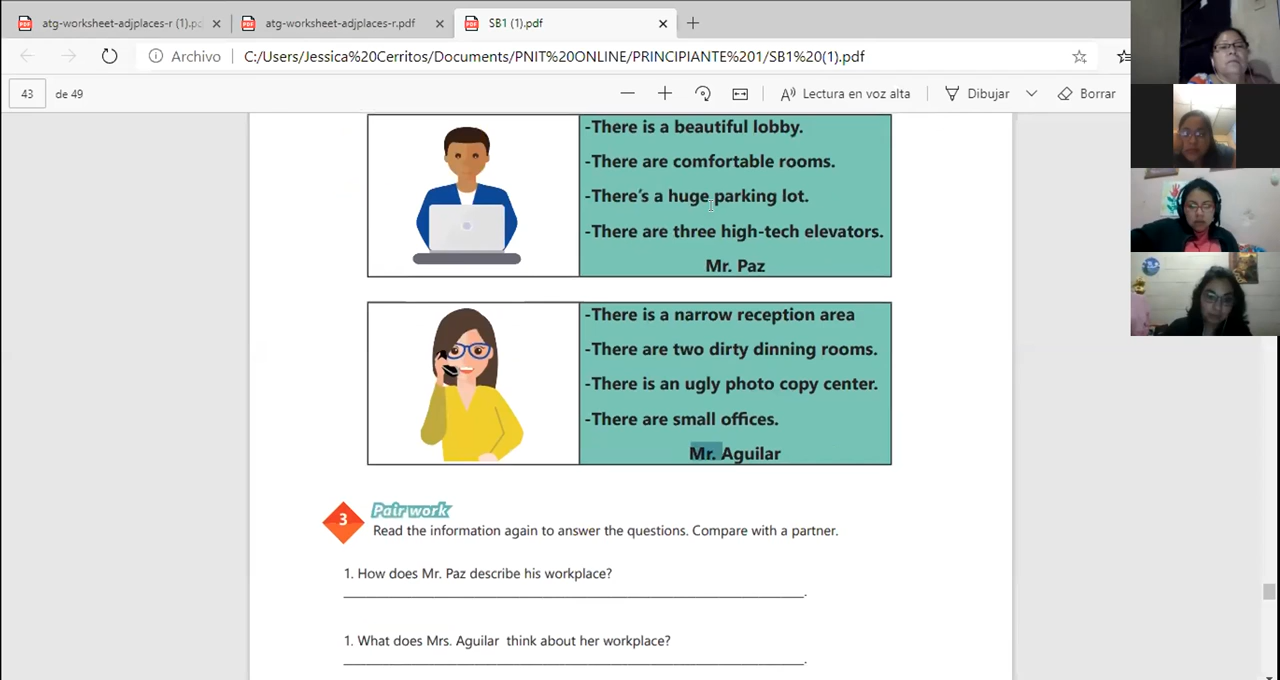 atg-worksheet-adjplaces-r (1).p
atg-worksheet-adjplaces-r.pdf
SB1 (1).pdf
Archivo
C:/Users/Jessica%20Cerritos/Documents/PNIT%20ONLINE/PRINCIPIANTE%201/SB1%20(1).pdf
43
de 49
Lectura en voz alta
Dibujar
Borrar
-There is a beautiful lobby.
-There are comfortable rooms.
-There's a huge parking lot.
-There are three high-tech elevators.
Mr. Paz
-There is a narrow reception area
-There are two dirty dinning rooms.
-There is an ugly photo copy center.
-There are small offices.
Mr. Aguilar
3
Pair work
Read the information again to answer the questions. Compare with a partner.
1. How does Mr. Paz describe his workplace?
1. What does Mrs. Aguilar think about her workplace?